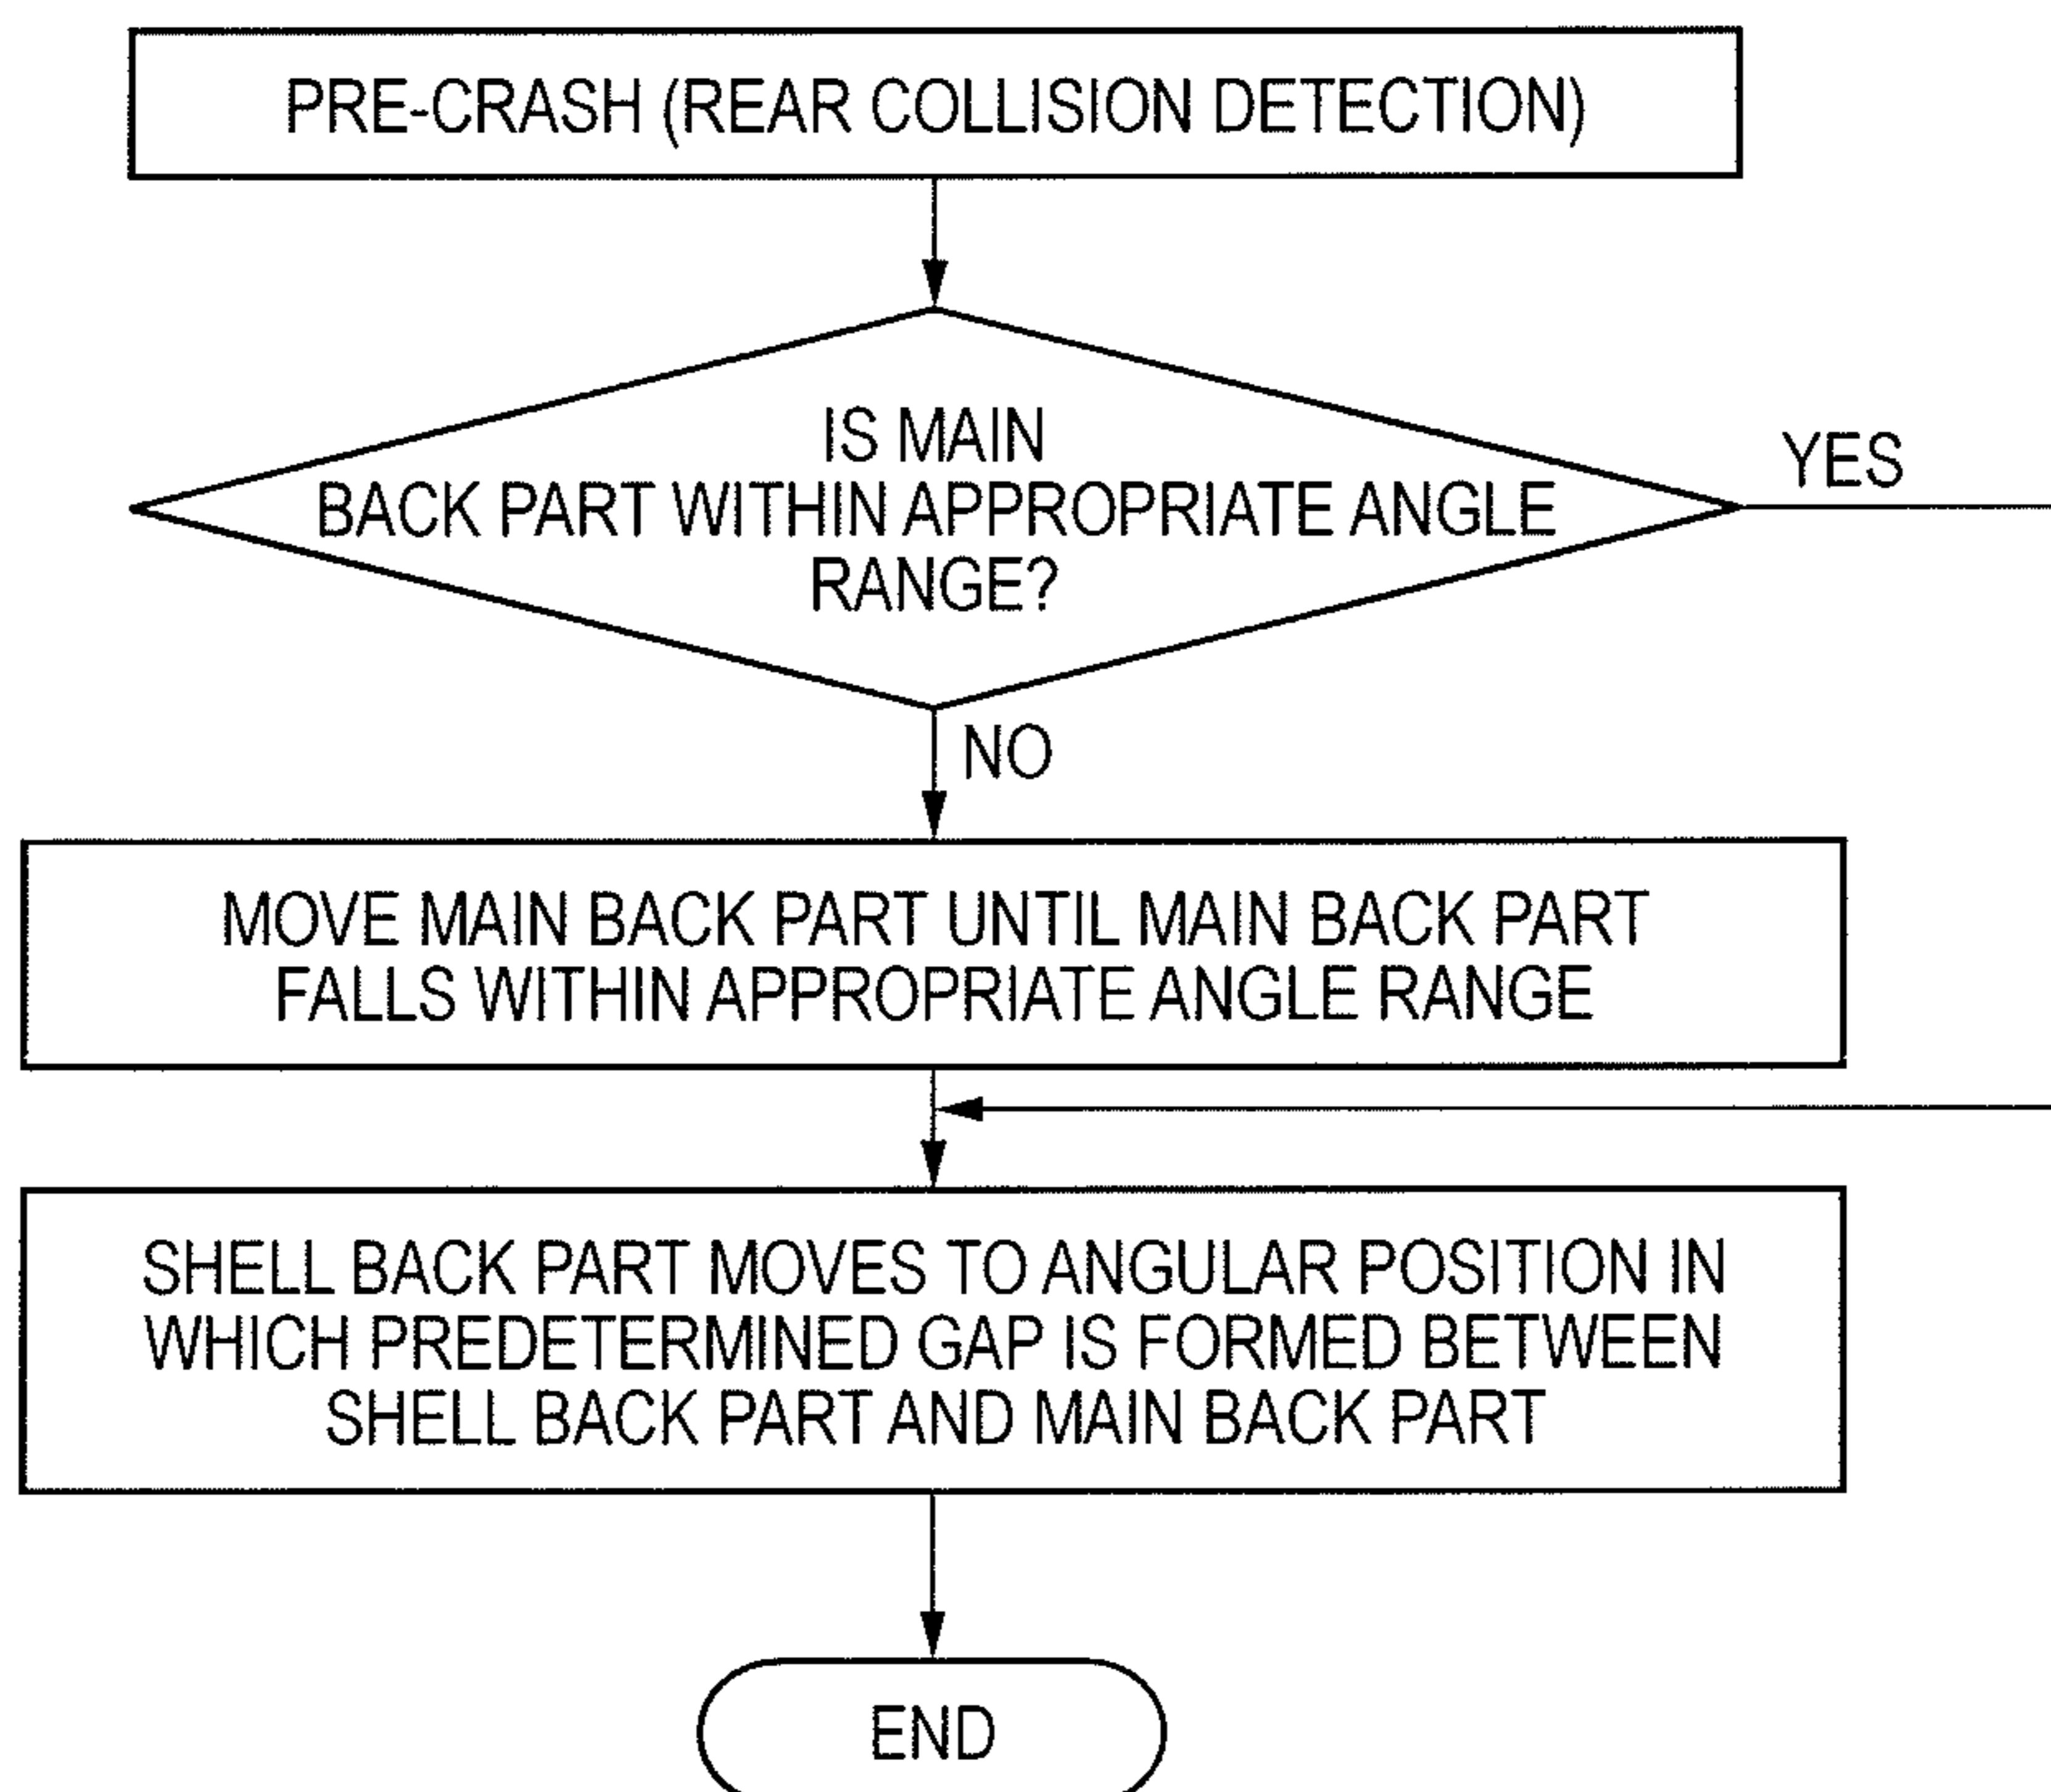 PRE-CRASH (REAR COLLISION DETECTION)
IS MAIN
BACK PART WITHIN APPROPRIATE ANGLE
RANGE?
YES
NO
MOVE MAIN BACK PART UNTIL MAIN BACK PART
FALLS WITHIN APPROPRIATE ANGLE RANGE
SHELL BACK PART MOVES TO ANGULAR POSITION IN
WHICH PREDETERMINED GAP IS FORMED BETWEEN
SHELL BACK PART AND MAIN BACK PART
END